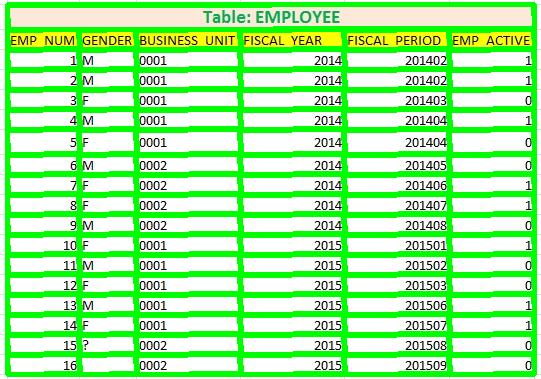 Table: EMPLOYEE
EMP_NUM GENDER BUSINESS_UNIT FISCAL_YEAR FISCAL_PERIOD EMP_ACTIVE
1 M 0001 2014 201402 1
2 M 0001 2014 201402 1
3 F 0001 2014 201403 0
4 M 0001 2014 201404 1
5 F 0001 2014 201404 0
6 M 0002 2014 201405 0
7 F 0002 2014 201406 1
8 F 0002 2014 201407 1
9 M 0002 2014 201408 0
10 F 0001 2015 201501 1
11 M 0001 2015 201502 0
12 F 0001 2015 201503 0
13 M 0001 2015 201506 1
14 F 0001 2015 201507 1
15 ? 0002 2015 201508 0
16 0002 2015 201509 0